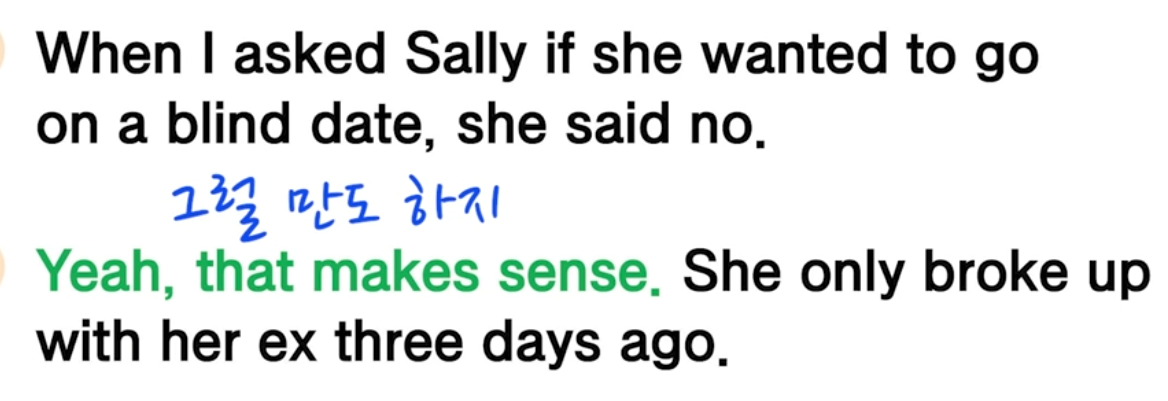 When I asked Sally if she wanted to go
on a blind date, she said no.
그럴 만도 하지
Yeah, that makes sense. She only broke up
with her ex three days ago.